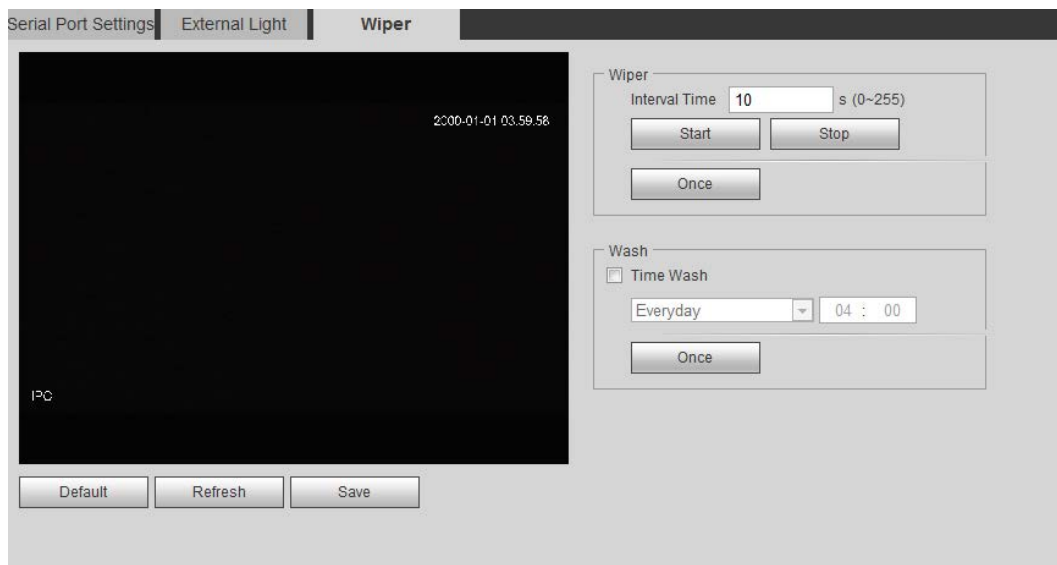 Serial Port Settings External Light Wiper
2000-01-01 03:59:58
IPC
Default Refresh Save
Wiper
Interval Time 10 s (0~255)
Start Stop
Once
Wash
Time Wash
Everyday 04 : 00
Once